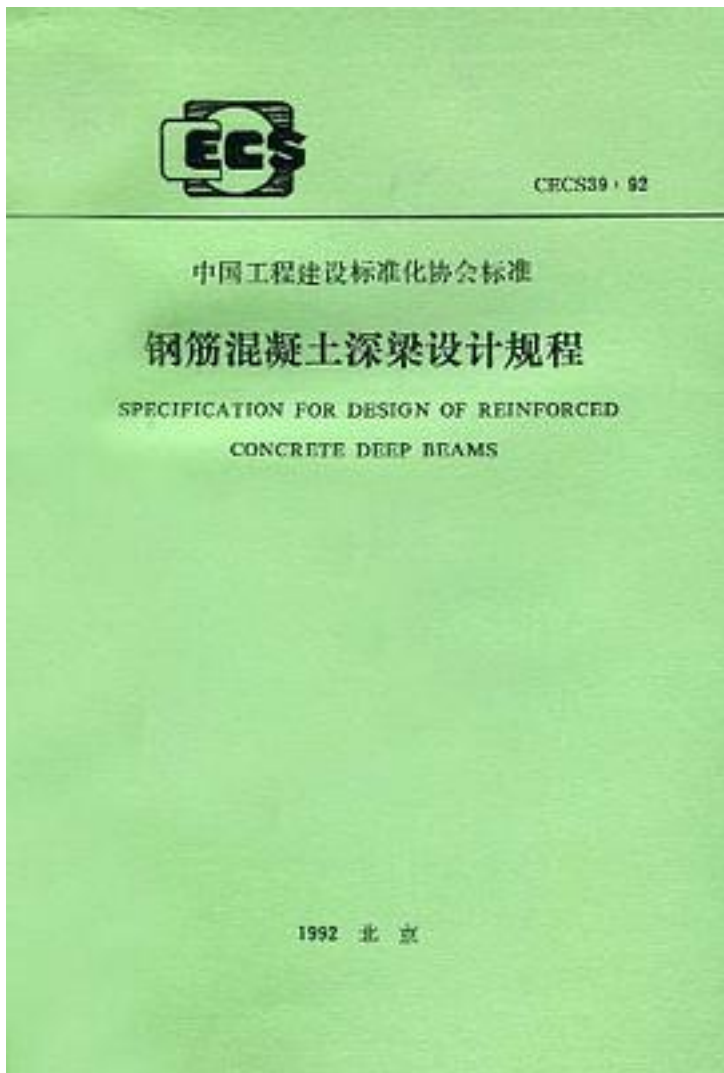 CECS
CECS39:92
中国工程建设标准化协会标准
钢筋混凝土深梁设计规程
SPECIFICATION FOR DESIGN OF REINFORCED
CONCRETE DEEP BEAMS
1992 北 京